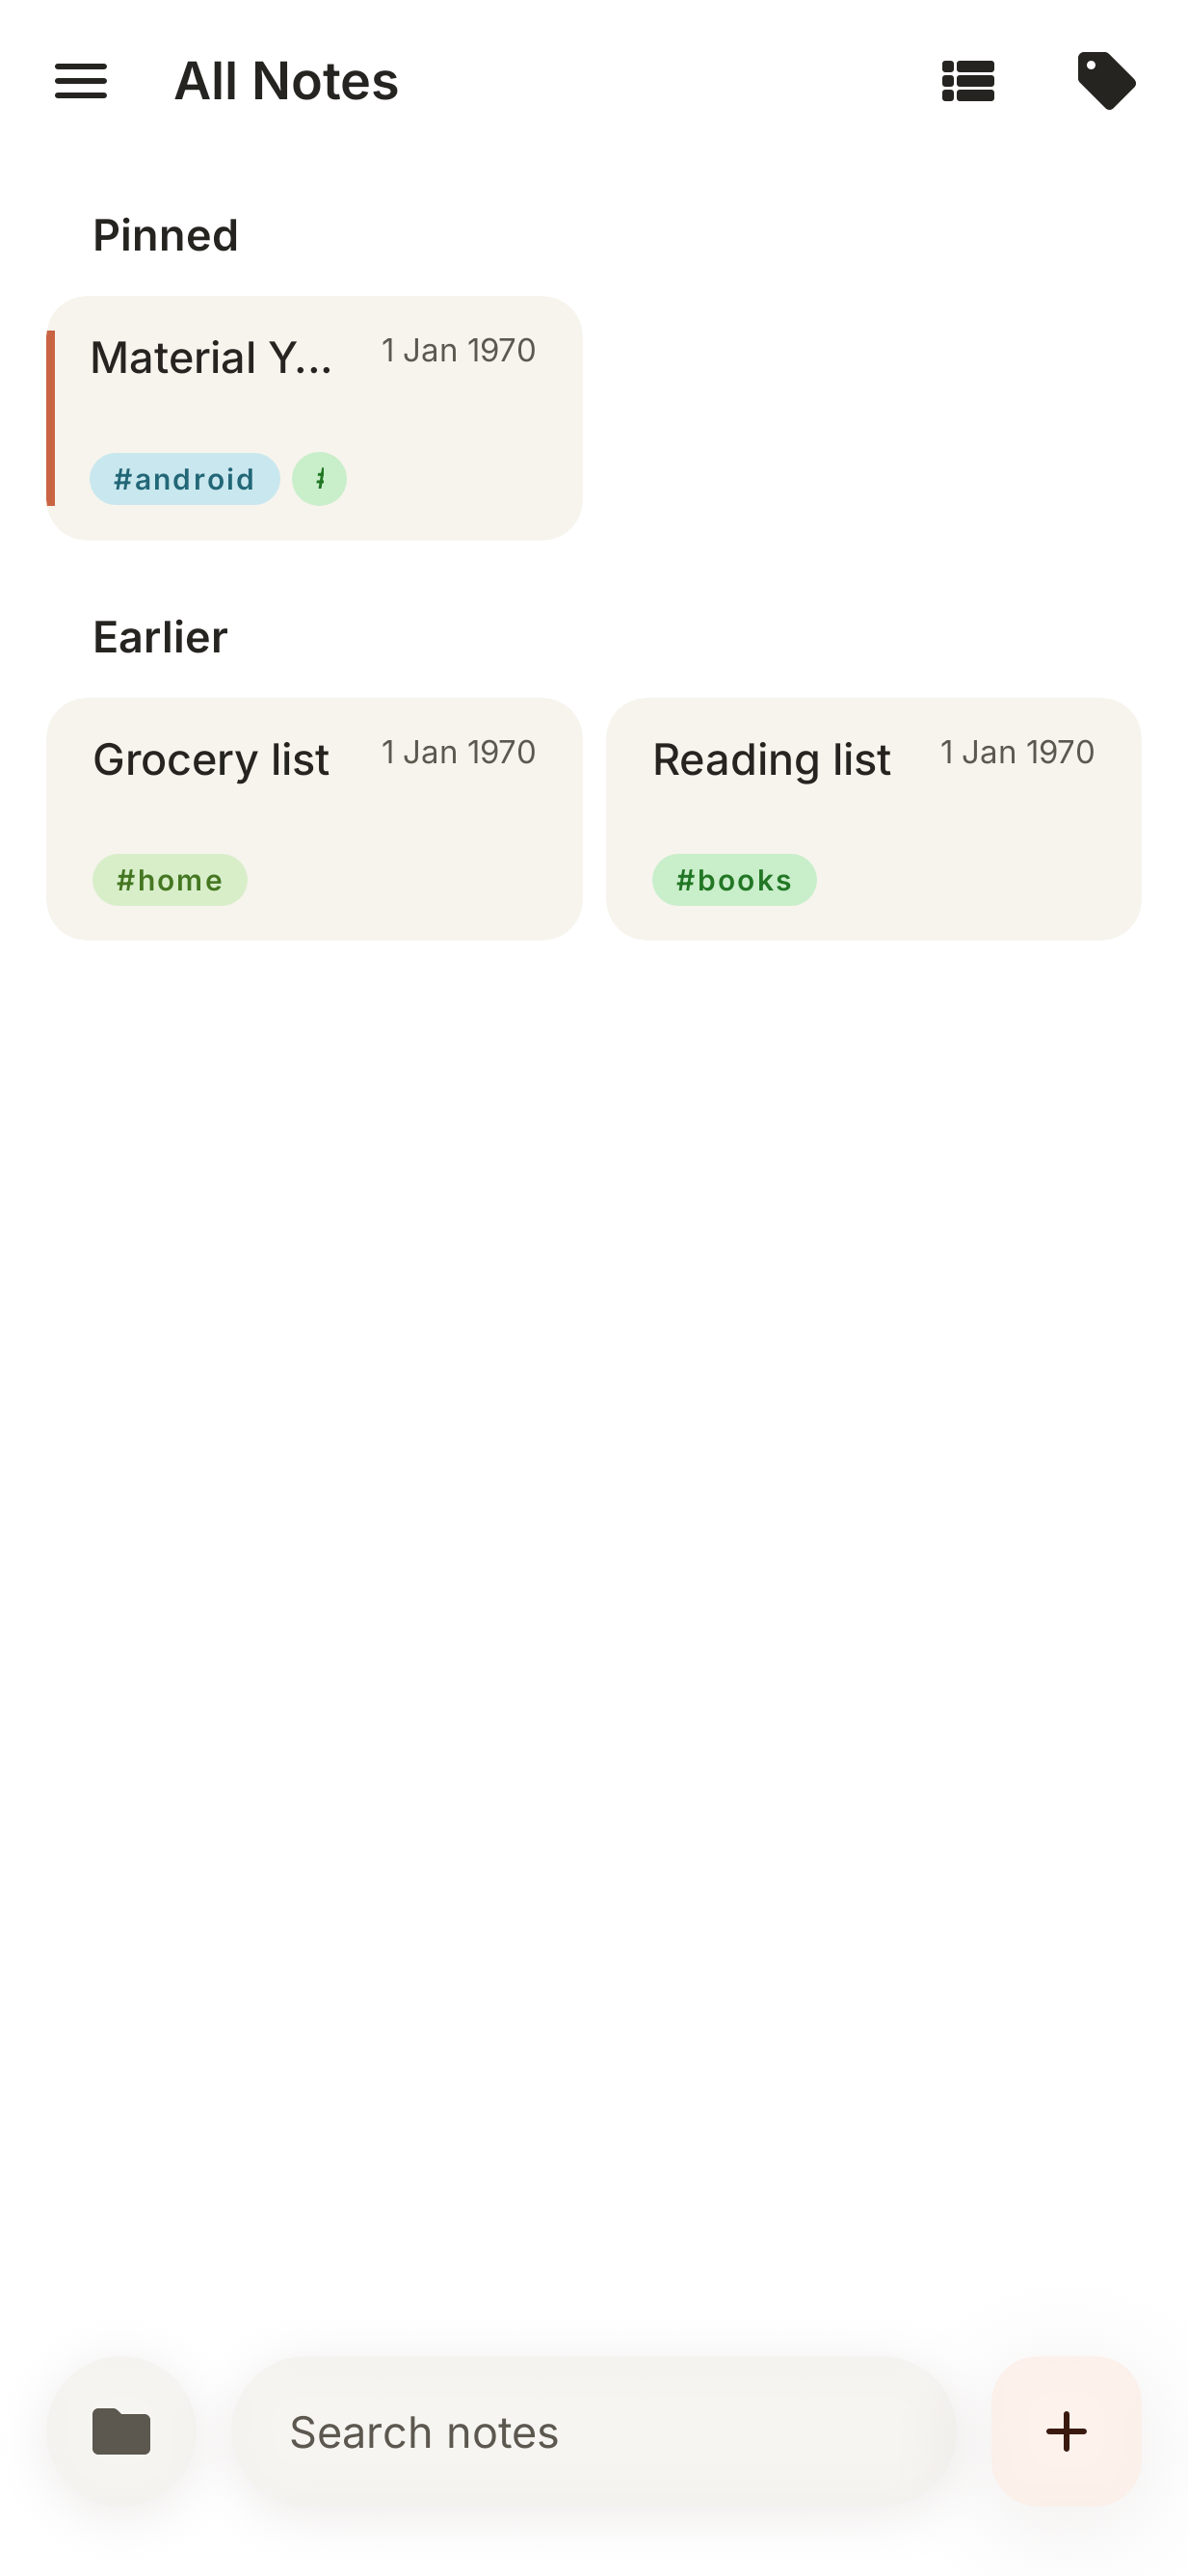 All Notes
Pinned
Material Y... 1 Jan 1970
#android
Earlier
Grocery list 1 Jan 1970
#home
Reading list 1 Jan 1970
#books
Search notes